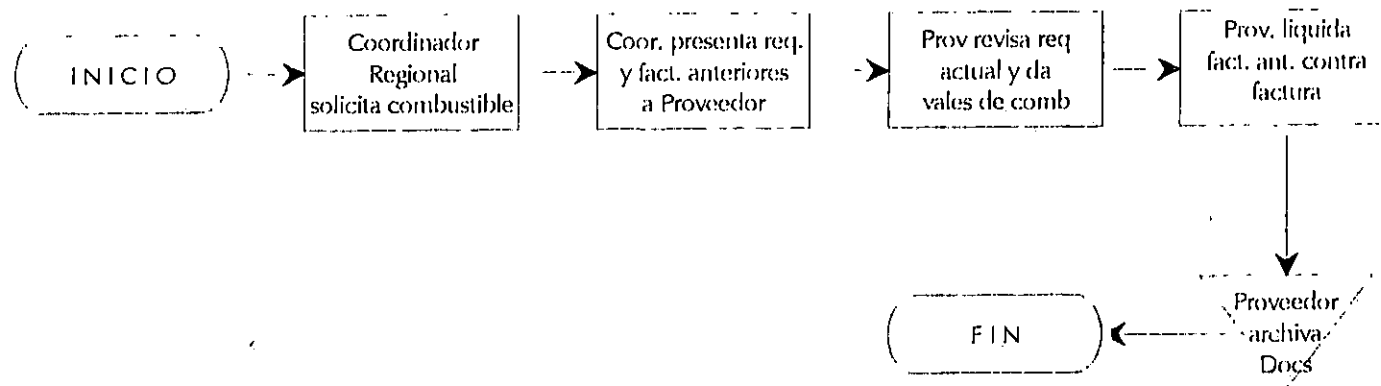 INICIO
Coordinador
Regional
solicita combustible
Coor. presenta req.
y fact. anteriores
a Proveedor
Prov revisa req
actual y da
vales de comb
Prov. liquida
fact. ant. contra
factura
Proveedor
archiva
Docs
FIN